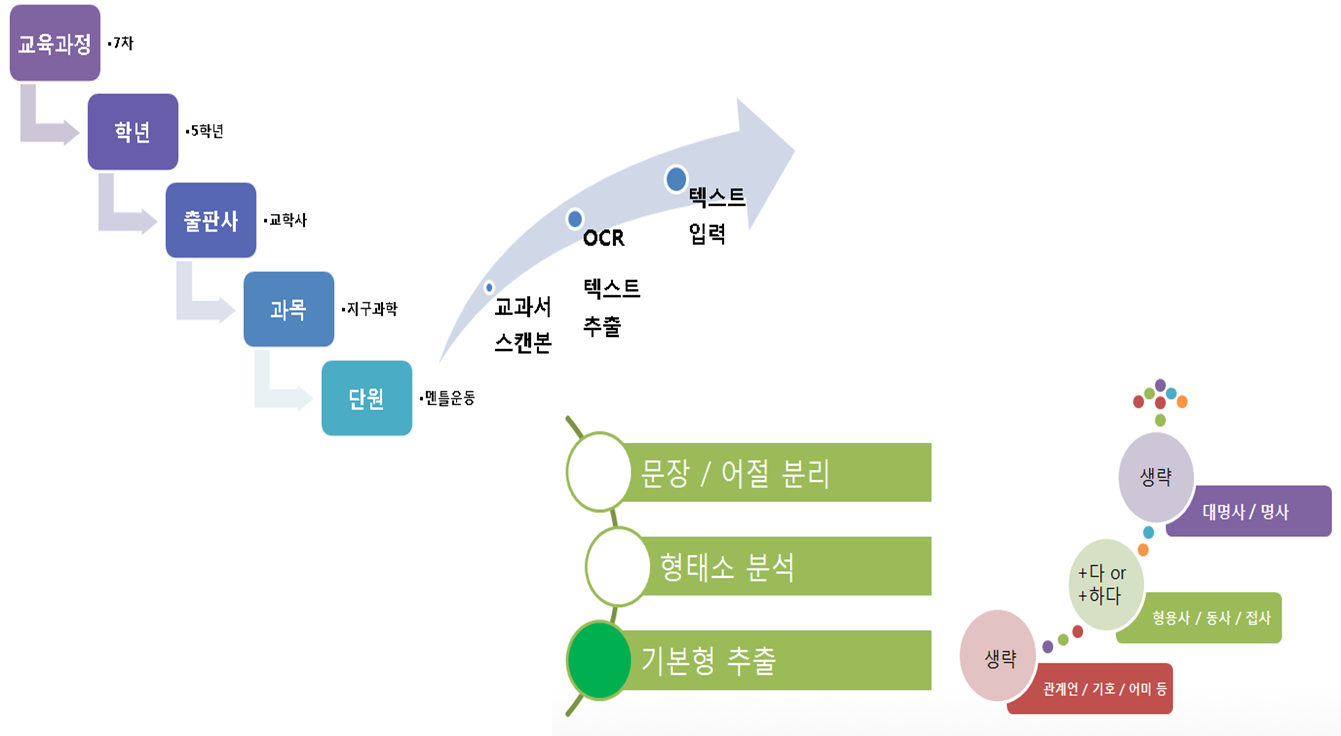 교육과정
▪7차
학년
▪5학년
출판사
▪교학사
과목
▪지구과학
단원
▪멘틀운동
교과서
스캔본
OCR
텍스트
추출
텍스트
입력
문장 / 어절 분리
형태소 분석
기본형 추출
생략
대명사 / 명사
+다 or
+하다
형용사 / 동사 / 접사
생략
관계언 / 기호 / 어미 등